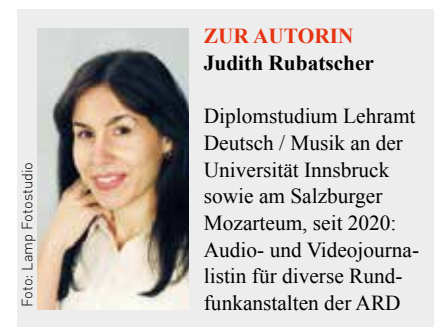 ZUR AUTORIN
Judith Rubatscher
Diplomstudium Lehramt
Deutsch / Musik an der
Universität Innsbruck
sowie am Salzburger
Mozarteum, seit 2020:
Audio- und Videojourna-
listin für diverse Rund-
funkanstalten der ARD
Foto: Lamp Fotostudio